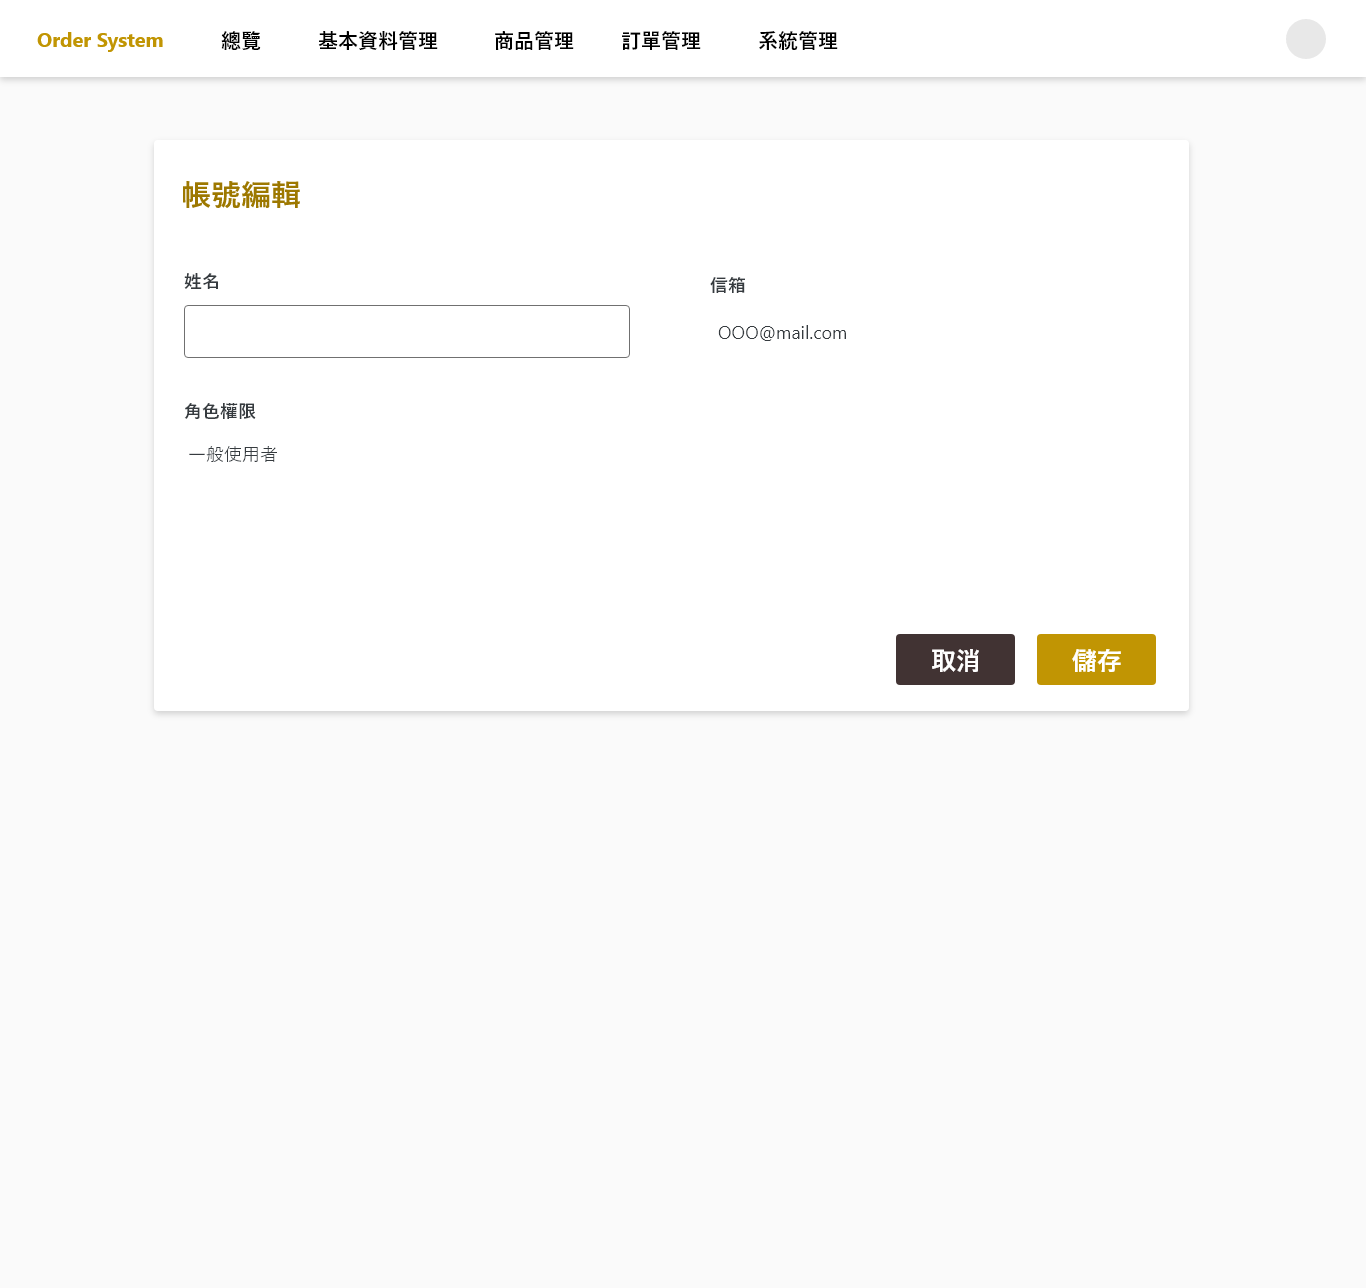 Order System 總覽 基本資料管理 商品管理 訂單管理 系統管理
帳號編輯
姓名
信箱
OOO@mail.com
角色權限
一般使用者
取消 儲存